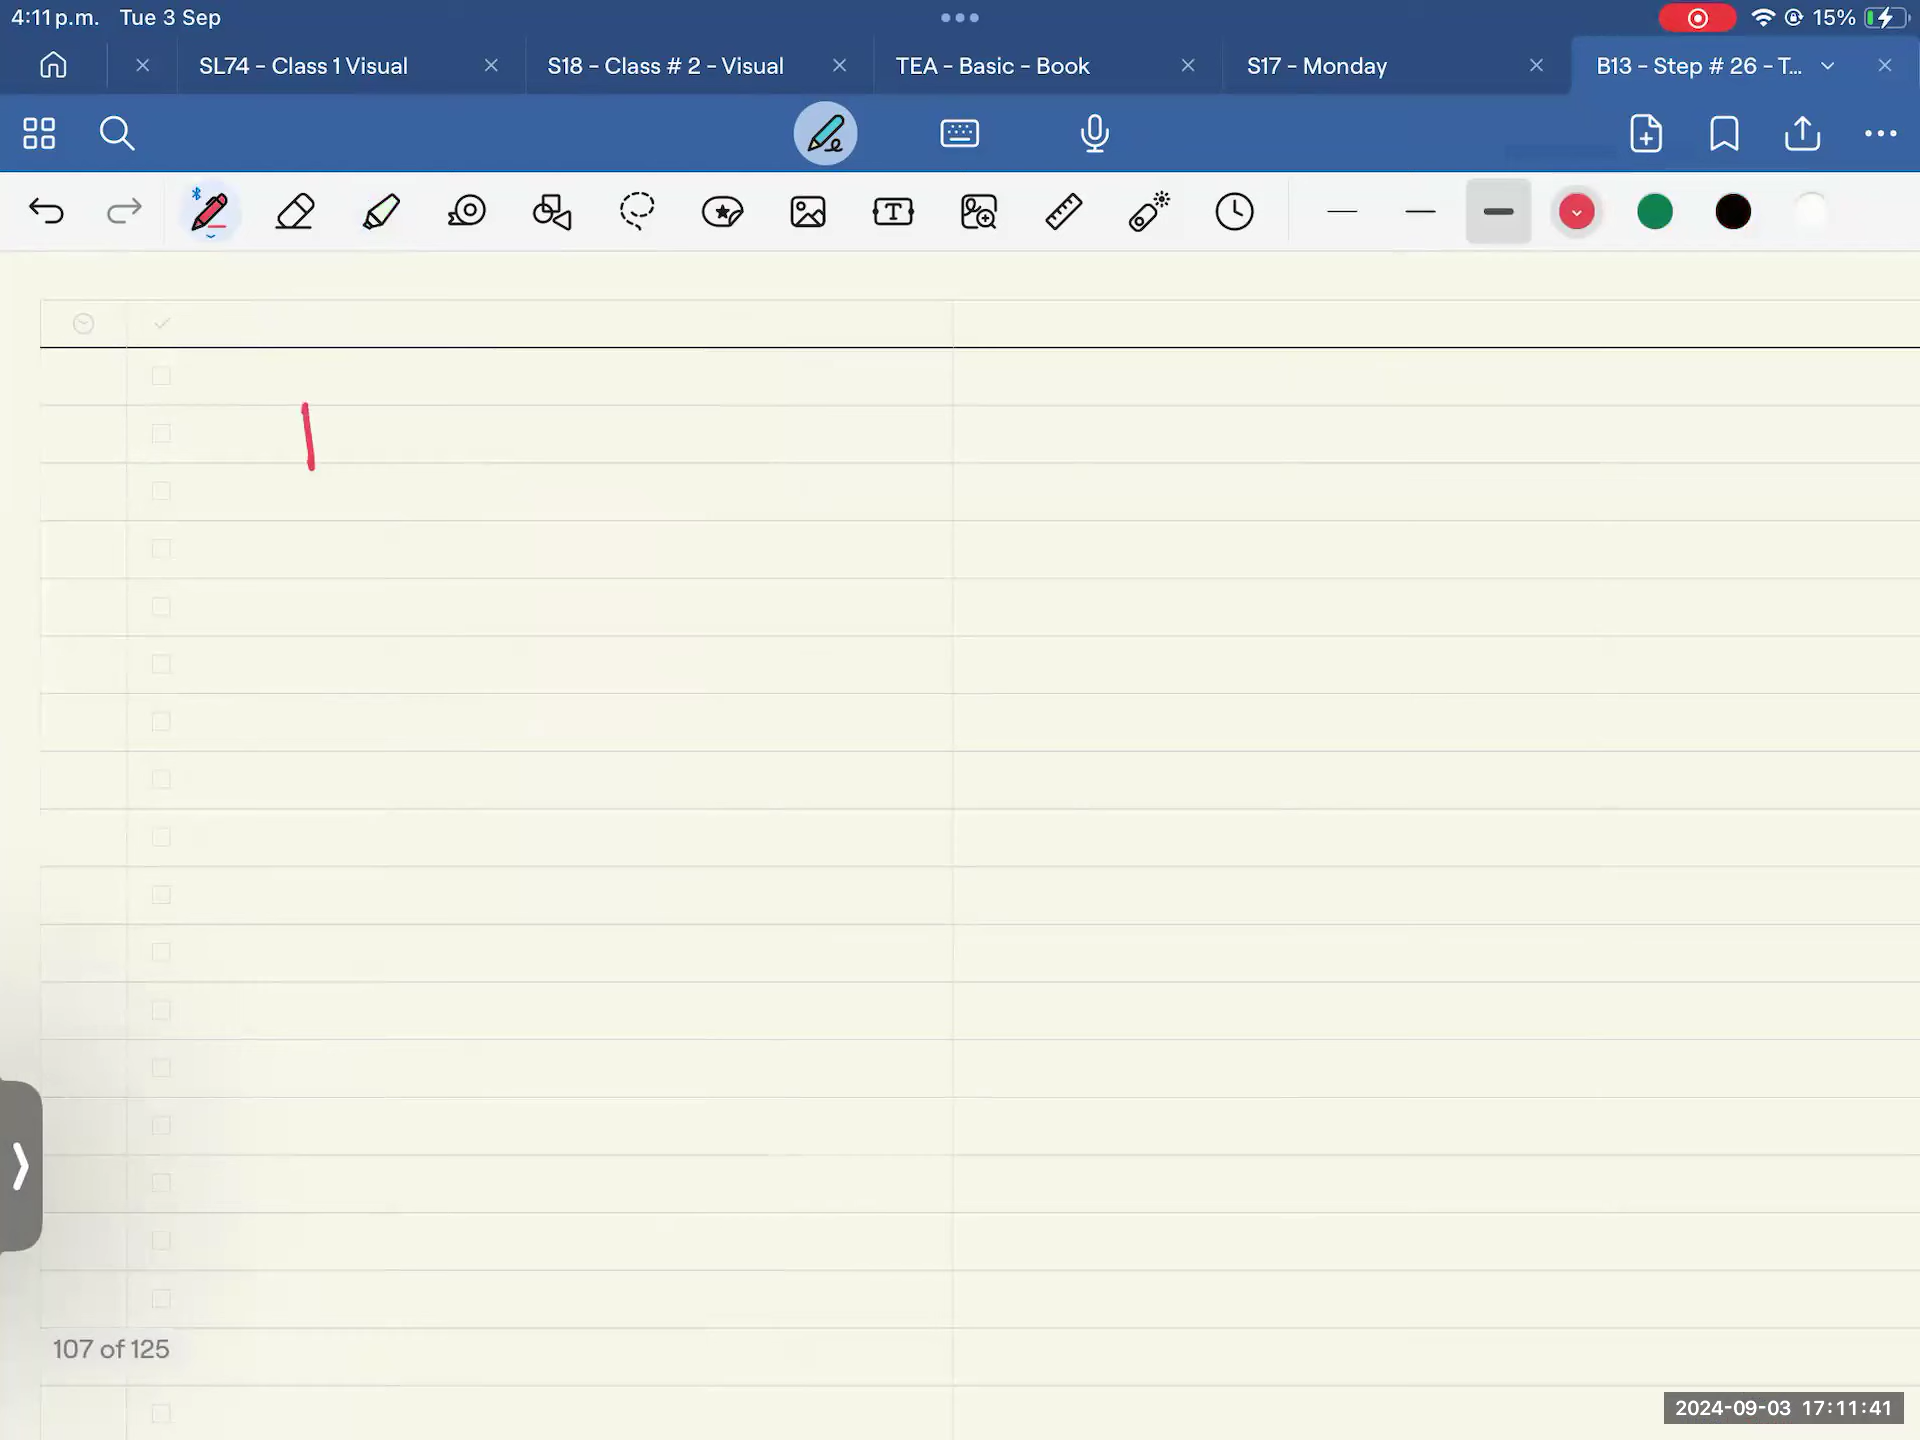 4:11 p.m. Tue 3 Sep
15%
SL74 - Class 1 Visual
S18 - Class # 2 - Visual
TEA - Basic - Book
S17 - Monday
B13 - Step # 26 - T...
107 of 125
2024-09-03 17:11:41